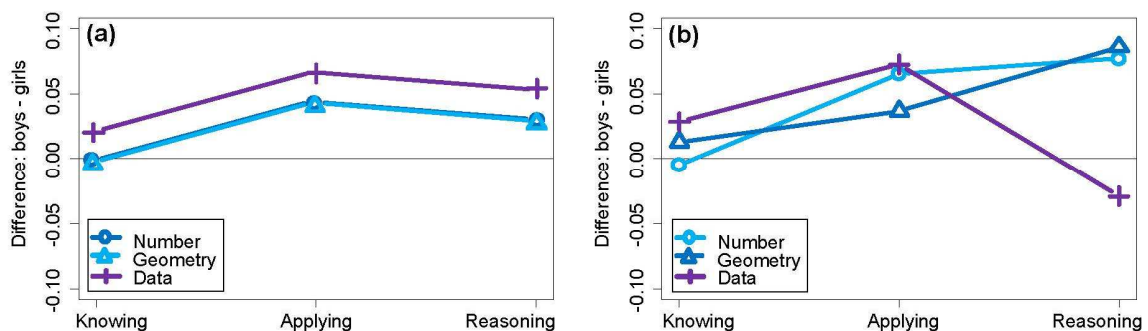 (a)
Difference: boys - girls
0.10
0.05
0.00
-0.05
-0.10
Number
Geometry
Data
Knowing Applying Reasoning
(b)
Difference: boys - girls
0.10
0.05
0.00
-0.05
-0.10
Number
Geometry
Data
Knowing Applying Reasoning